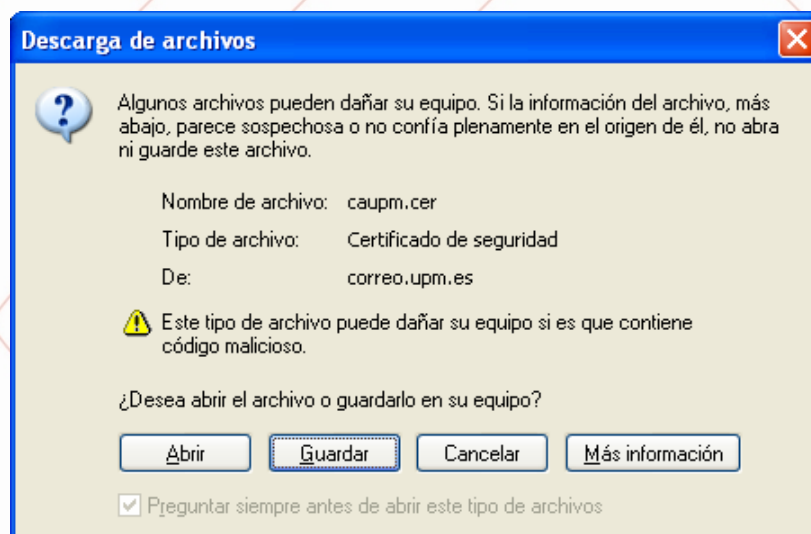 Descarga de archivos
Algunos archivos pueden dañar su equipo. Si la información del archivo, más
abajo, parece sospechosa o no confía plenamente en el origen de él, no abra
ni guarde este archivo.
Nombre de archivo: caupm.cer
Tipo de archivo: Certificado de seguridad
De: correo.upm.es
Este tipo de archivo puede dañar su equipo si es que contiene
código malicioso.
¿Desea abrir el archivo o guardarlo en su equipo?
Abrir Guardar Cancelar Más información
Preguntar siempre antes de abrir este tipo de archivos